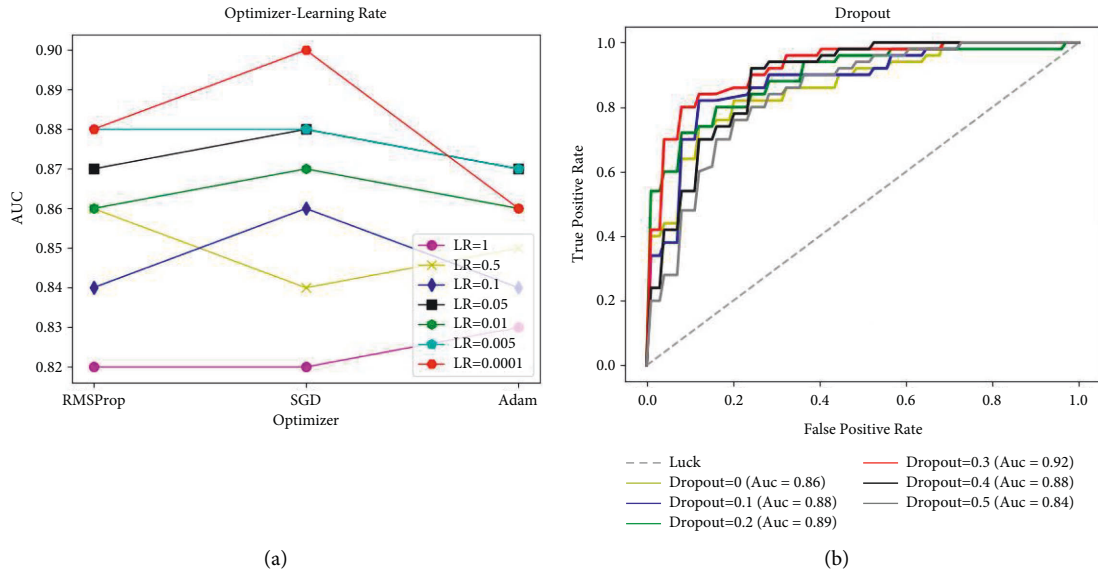 Optimizer-Learning Rate
0.90
0.89
0.88
0.87
0.86
0.85
0.84
0.83
0.82
AUC
LR=1
LR=0.5
LR=0.1
LR=0.05
LR=0.01
LR=0.005
LR=0.0001
RMSProp SGD Adam
Optimizer
(a)
Dropout
1.0
0.8
0.6
0.4
0.2
0.0
True Positive Rate
0.0 0.2 0.4 0.6 0.8 1.0
False Positive Rate
Luck
Dropout=0 (Auc = 0.86)
Dropout=0.1 (Auc = 0.88)
Dropout=0.2 (Auc = 0.89)
Dropout=0.3 (Auc = 0.92)
Dropout=0.4 (Auc = 0.88)
Dropout=0.5 (Auc = 0.84)
(b)